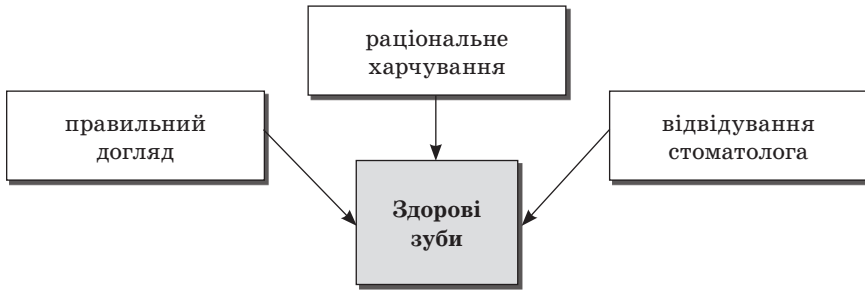 раціональне
харчування
правильний
догляд
відвідування
стоматолога
Здорові
зуби